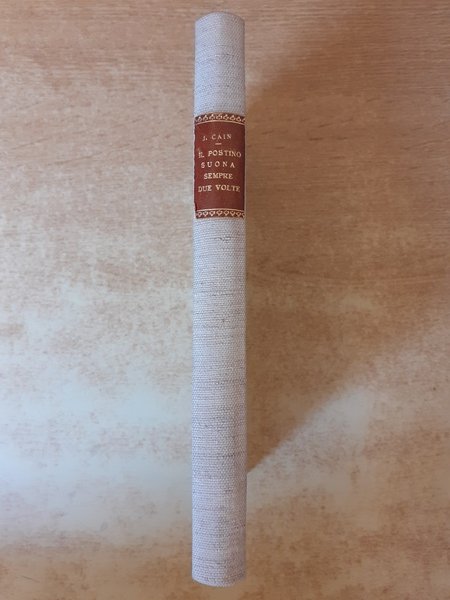 J. CAIN
IL POSTINO
SUONA
SEMPRE
DUE VOLTE